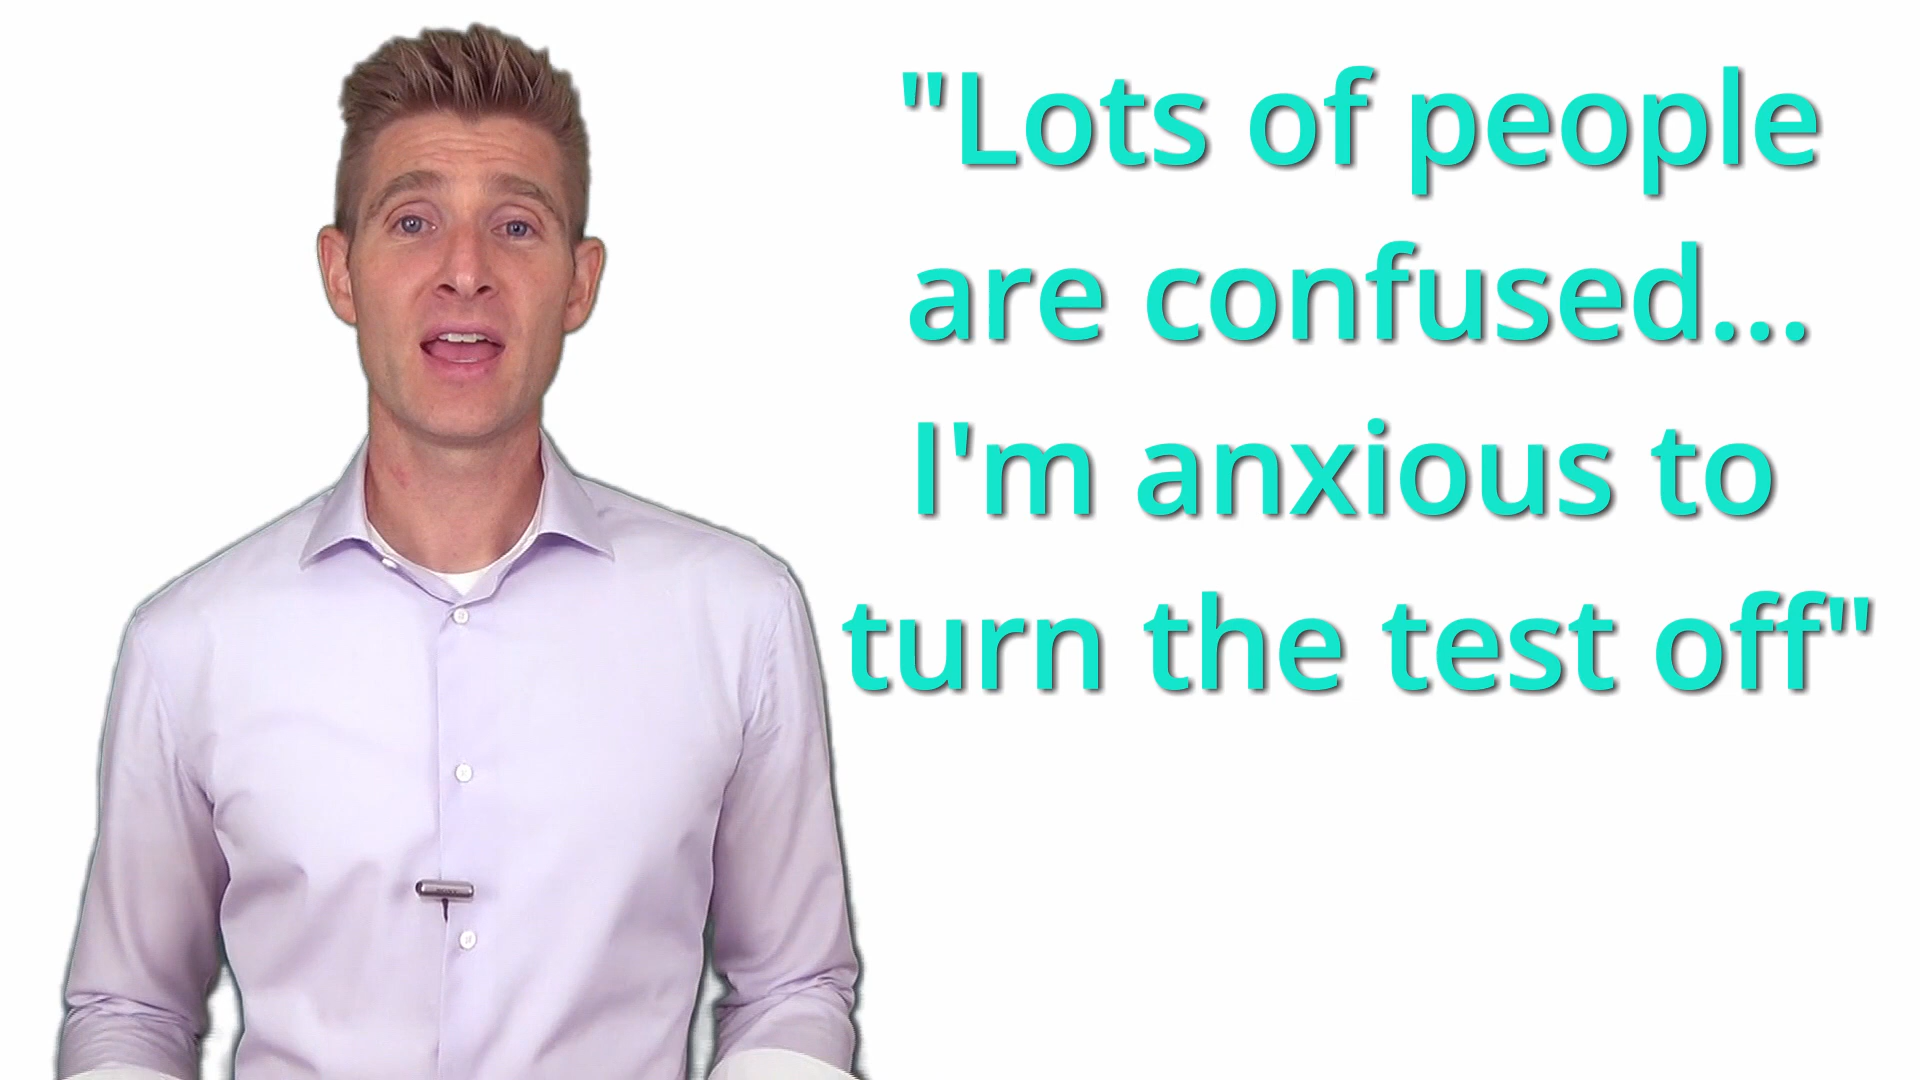 "Lots of people
are confused...
I'm anxious to
turn the test off"